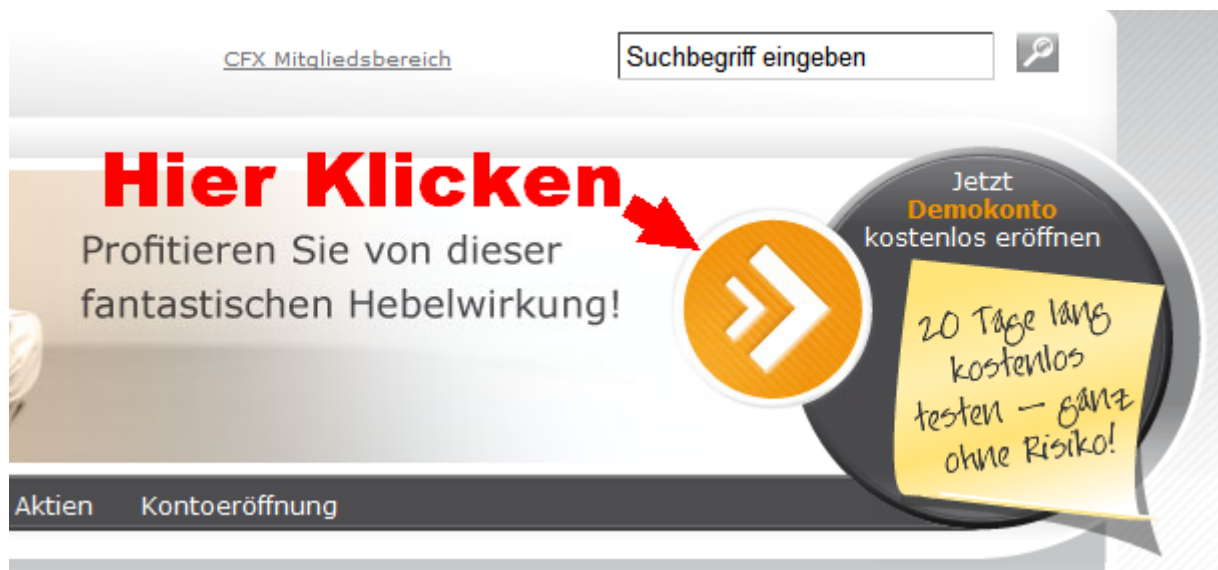 CFX Mitgliedsbereich
Suchbegriff eingeben
Hier Klicken
Profitieren Sie von dieser
fantastischen Hebelwirkung!
Jetzt
Demokonto
kostenlos eröffnen
20 Tage lang
kostenlos
testen – ganz
ohne Risiko!
Aktien
Kontoeröffnung